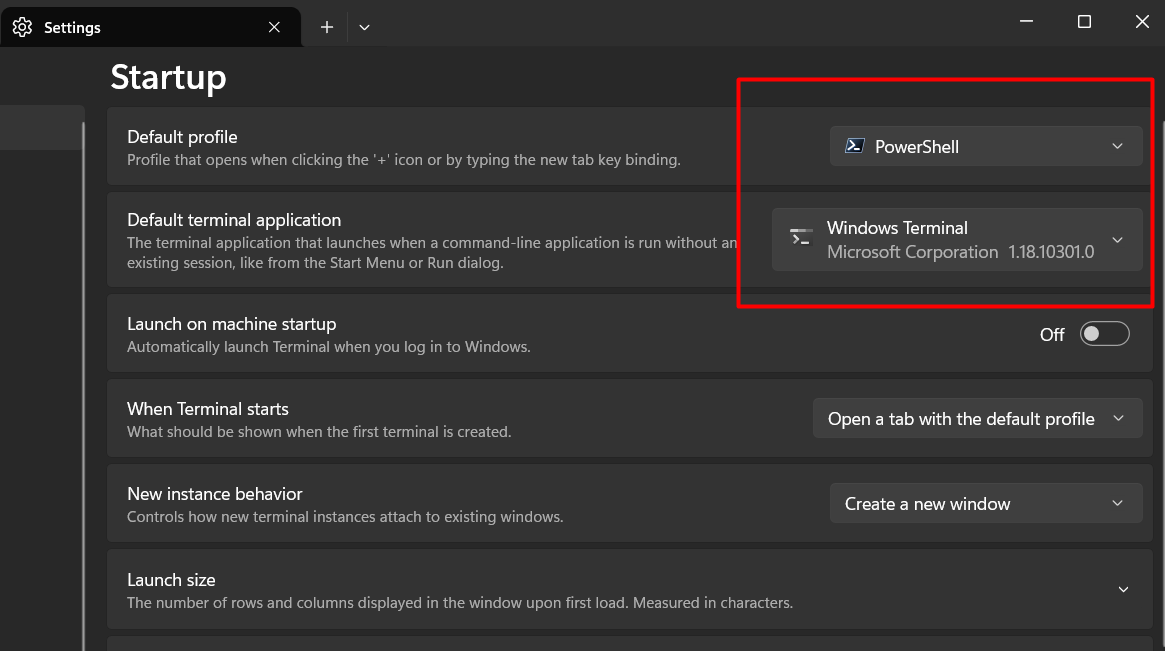 Settings
Startup
Default profile
Profile that opens when clicking the '+' icon or by typing the new tab key binding.
PowerShell
Default terminal application
The terminal application that launches when a command-line application is run without an
existing session, like from the Start Menu or Run dialog.
Windows Terminal
Microsoft Corporation 1.18.10301.0
Launch on machine startup
Automatically launch Terminal when you log in to Windows.
Off
When Terminal starts
What should be shown when the first terminal is created.
Open a tab with the default profile
New instance behavior
Controls how new terminal instances attach to existing windows.
Create a new window
Launch size
The number of rows and columns displayed in the window upon first load. Measured in characters.